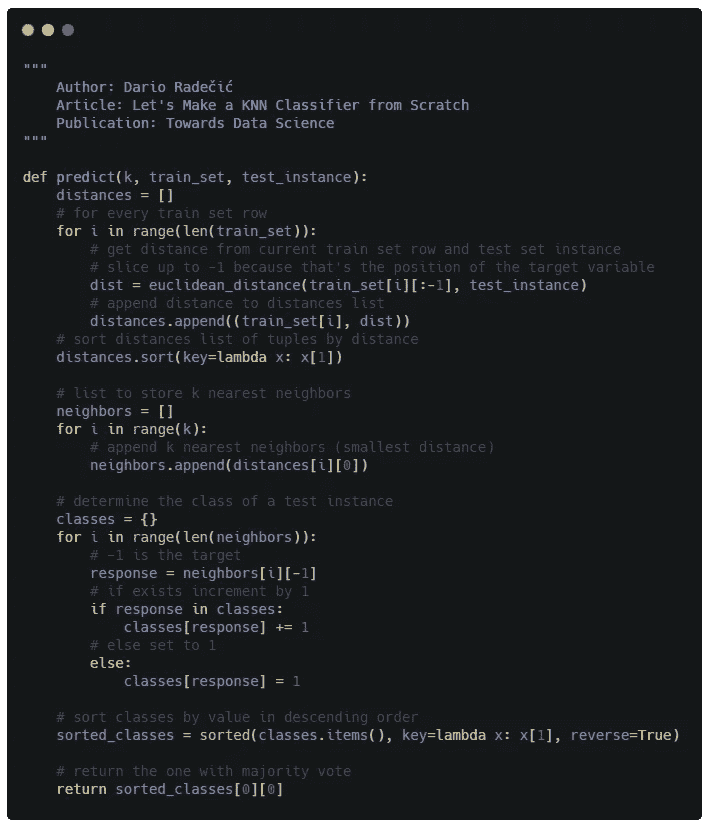 """
    Author: Dario Radečić
    Article: Let's Make a KNN Classifier from Scratch
    Publication: Towards Data Science
"""

def predict(k, train_set, test_instance):
    distances = []
    # for every train set row
    for i in range(len(train_set)):
        # get distance from current train set row and test set instance
        # slice up to -1 because that's the position of the target variable
        dist = euclidean_distance(train_set[i][:-1], test_instance)
        # append distance to distances list
        distances.append((train_set[i], dist))
    # sort distances list of tuples by distance
    distances.sort(key=lambda x: x[1])

    # list to store k nearest neighbors
    neighbors = []
    for i in range(k):
        # append k nearest neighbors (smallest distance)
        neighbors.append(distances[i][0])

    # determine the class of a test instance
    classes = {}
    for i in range(len(neighbors)):
        # -1 is the target
        response = neighbors[i][-1]
        # if exists increment by 1
        if response in classes:
            classes[response] += 1
        # else set to 1
        else:
            classes[response] = 1

    # sort classes by value in descending order
    sorted_classes = sorted(classes.items(), key=lambda x: x[1], reverse=True)

    # return the one with majority vote
    return sorted_classes[0][0]